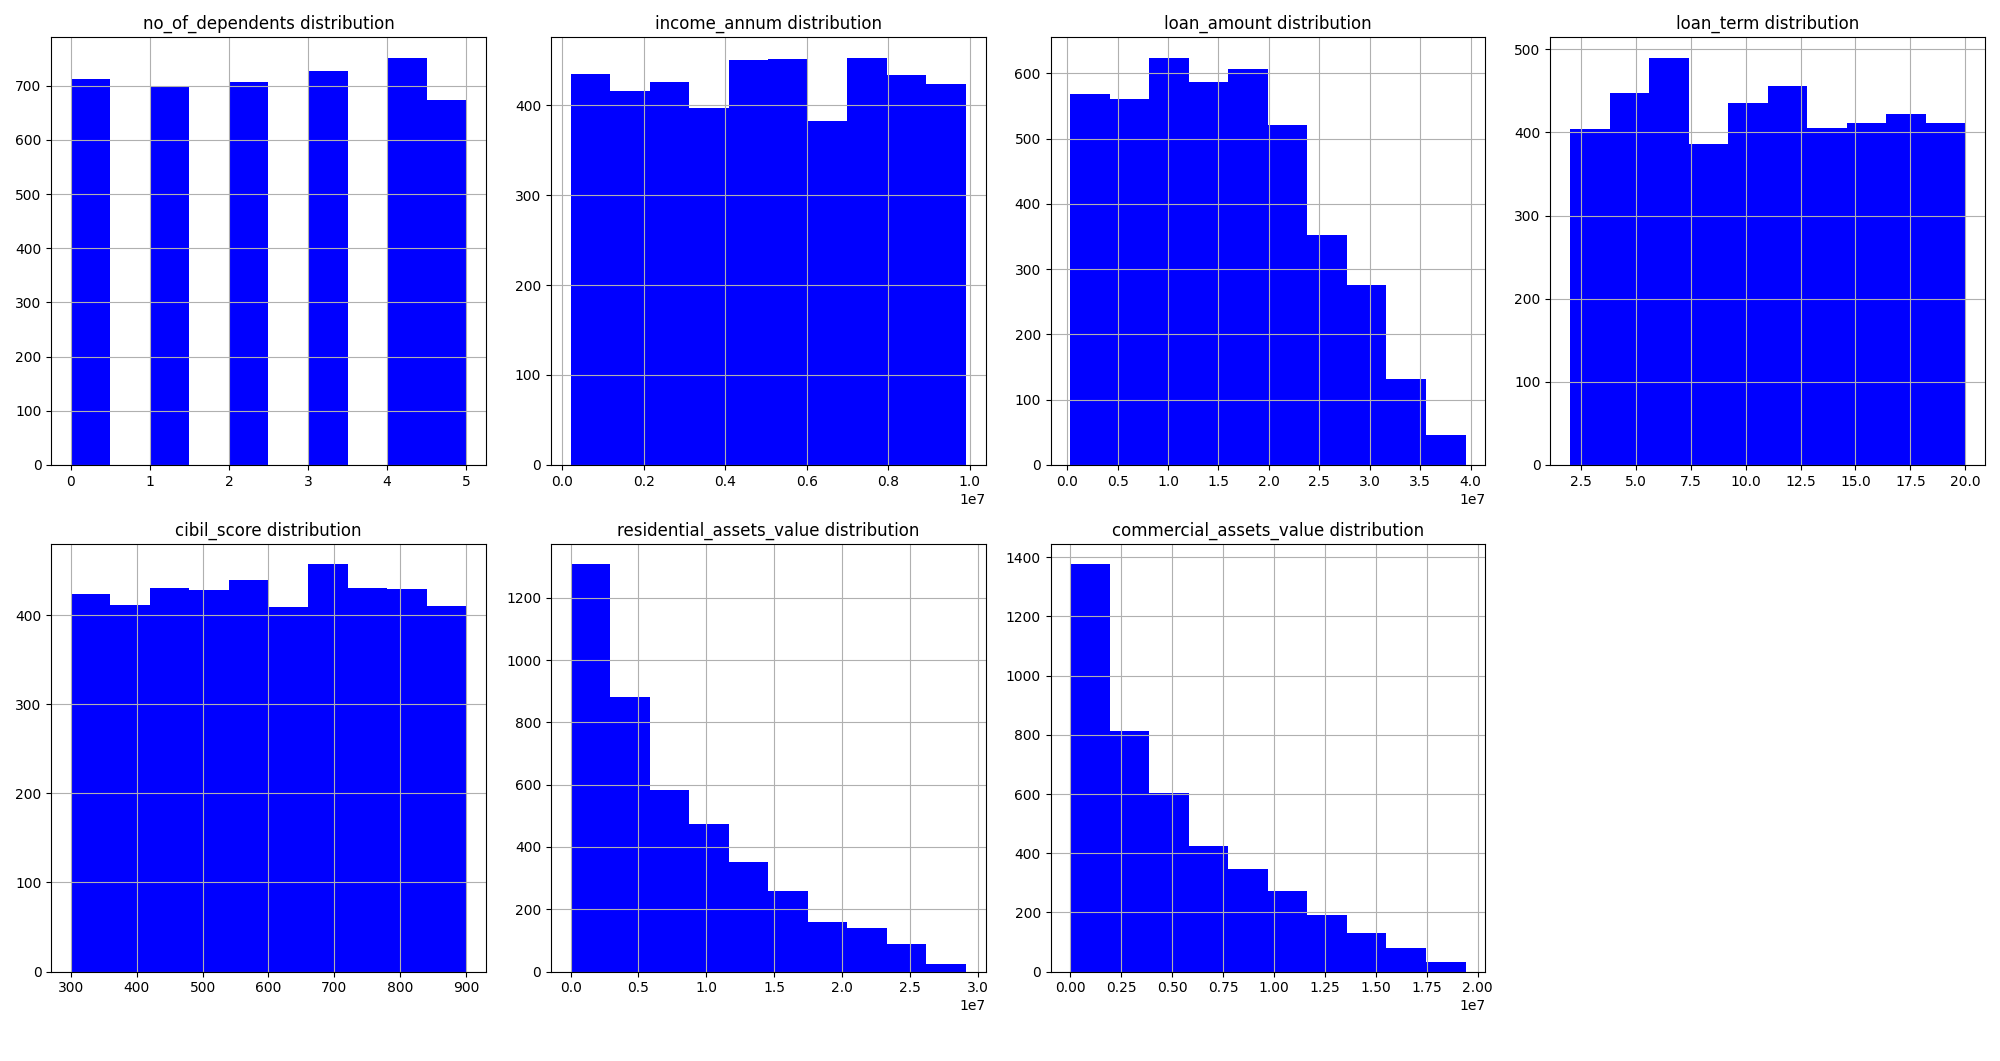 no_of_dependents distribution
700
600
500
400
300
200
100
0
0 1 2 3 4 5
income_annum distribution
400
300
200
100
0
0.0 0.2 0.4 0.6 0.8 1.0
1e7
loan_amount distribution
600
500
400
300
200
100
0
0.0 0.5 1.0 1.5 2.0 2.5 3.0 3.5 4.0
1e7
loan_term distribution
500
400
300
200
100
0
2.5 5.0 7.5 10.0 12.5 15.0 17.5 20.0
cibil_score distribution
400
300
200
100
0
300 400 500 600 700 800 900
residential_assets_value distribution
1200
1000
800
600
400
200
0
0.0 0.5 1.0 1.5 2.0 2.5 3.0
1e7
commercial_assets_value distribution
1400
1200
1000
800
600
400
200
0
0.00 0.25 0.50 0.75 1.00 1.25 1.50 1.75 2.00
1e7